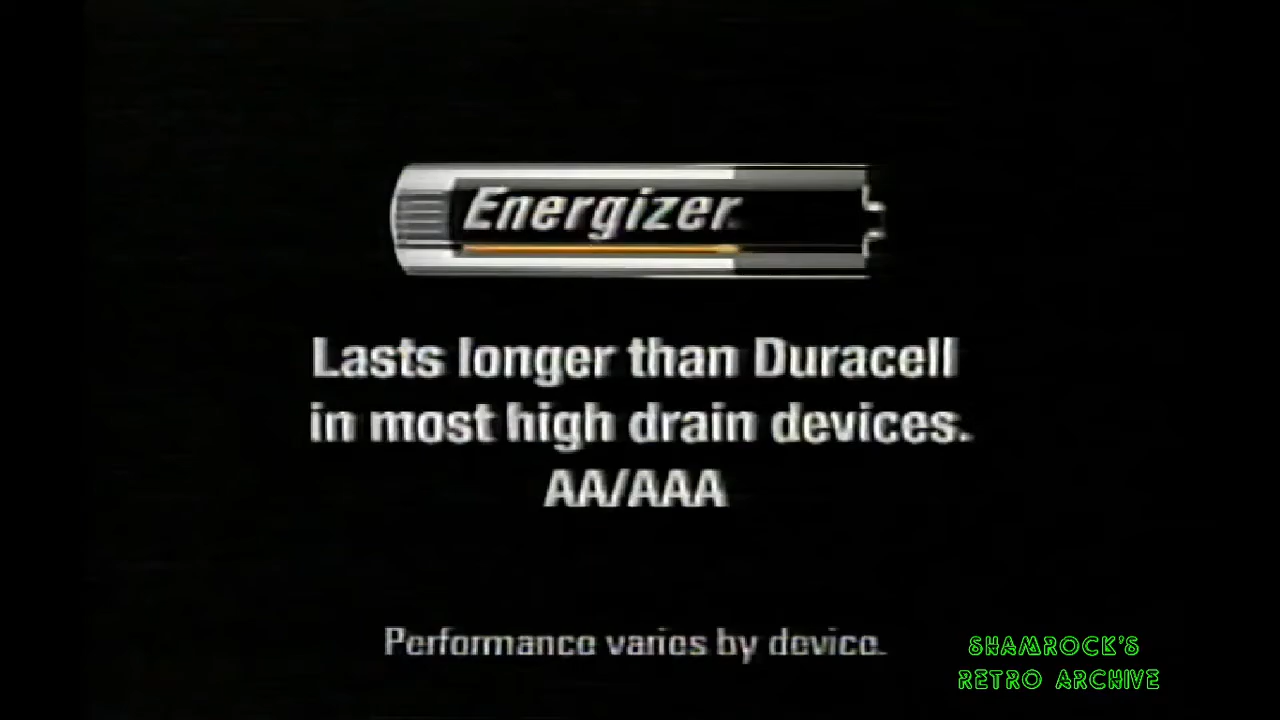 Energizer
Lasts longer than Duracell
in most high drain devices.
AA/AAA
Performance varies by device.
SHAMROCK'S
RETRO ARCHIVE